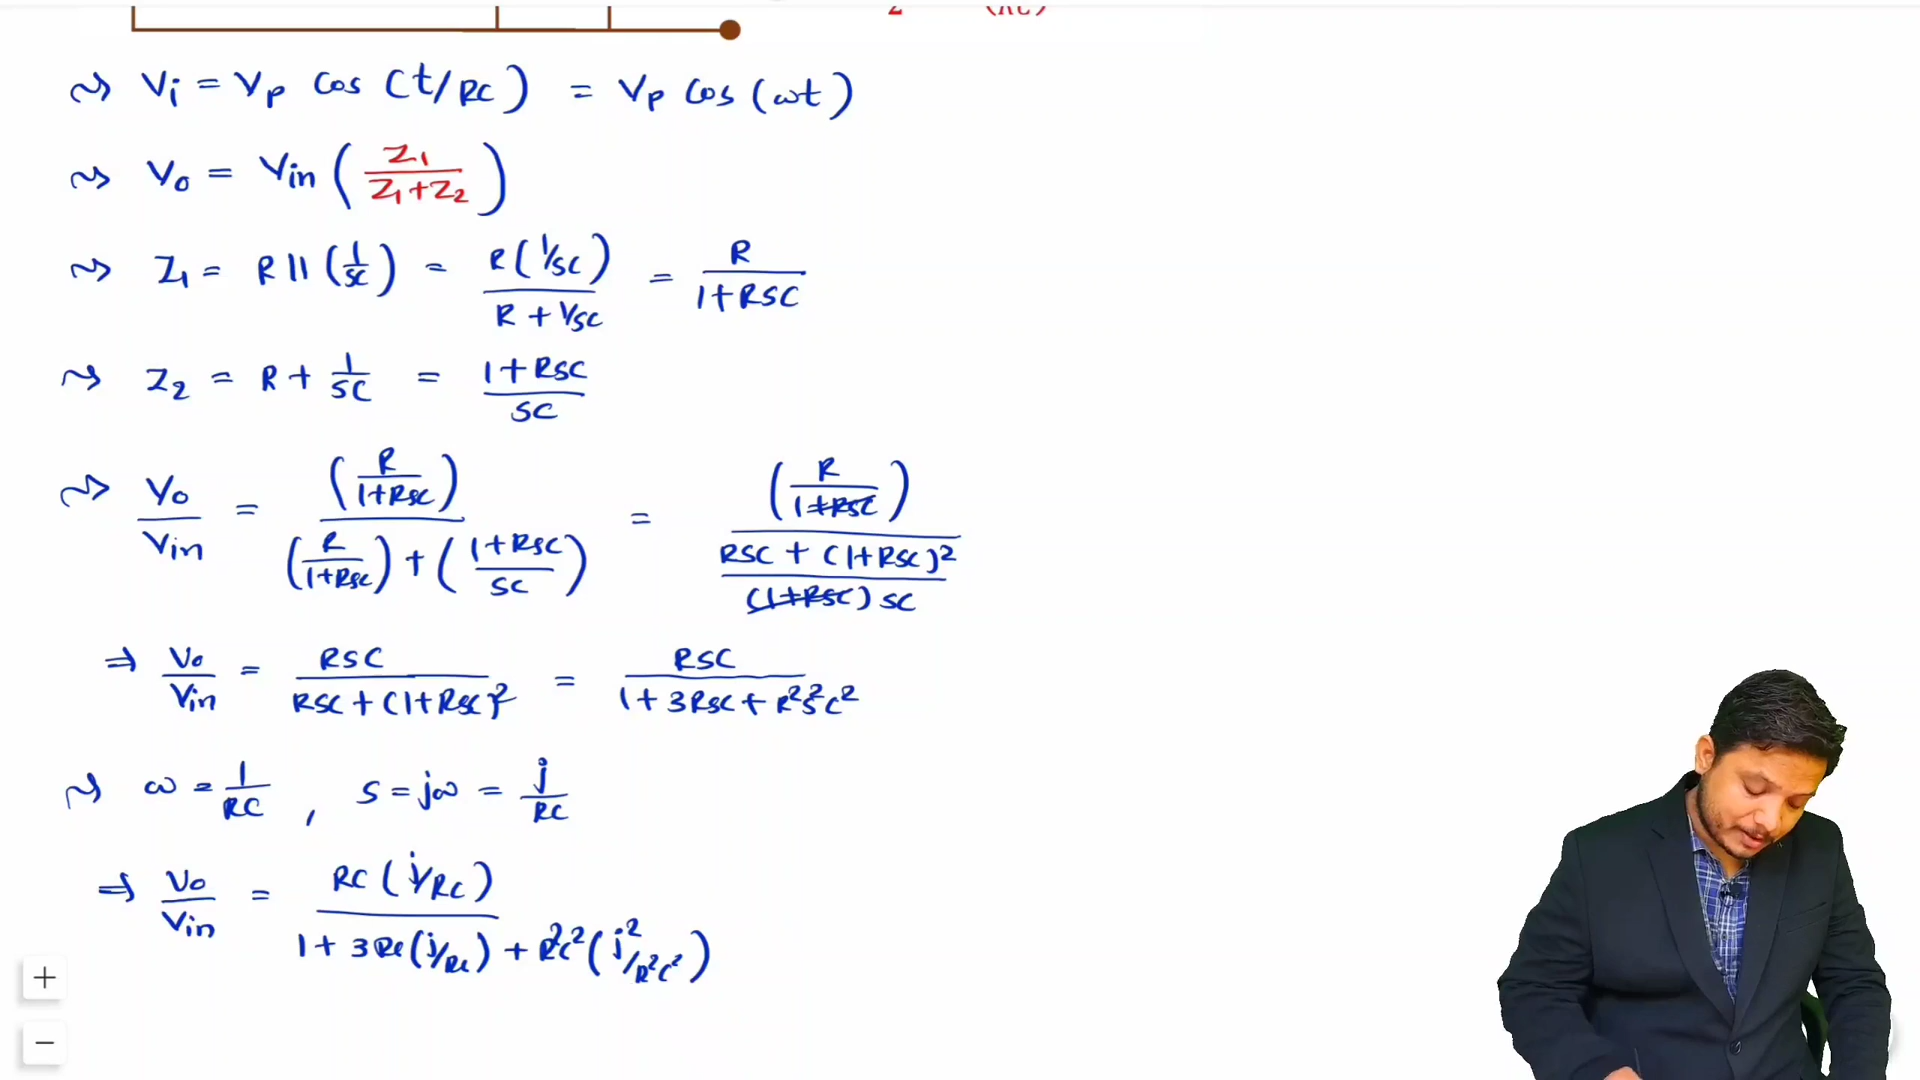 2 (RC)
Vi = Vp Cos (t/RC) = Vp Cos (ωt)
Vo = Vin (Z1 / (Z1+Z2))
Z1 = R || (1/SC) = R(1/SC) / (R + 1/SC) = R / (1+RSC)
Z2 = R + 1/SC = (1+RSC) / SC
Vo/Vin = (R/(1+RSC)) / ((R/(1+RSC)) + ((1+RSC)/SC)) = (R/(1+RSC)) / ((RSC + (1+RSC)²) / ((1+RSC) SC))
⇒ Vo/Vin = RSC / (RSC + (1+RSC)²) = RSC / (1+3RSC+R²S²C²)
ω = 1/RC , S = jω = j/RC
⇒ Vo/Vin = RC (j/RC) / (1+3RC(j/RC) + R²C²(j²/R²C²))
+
−